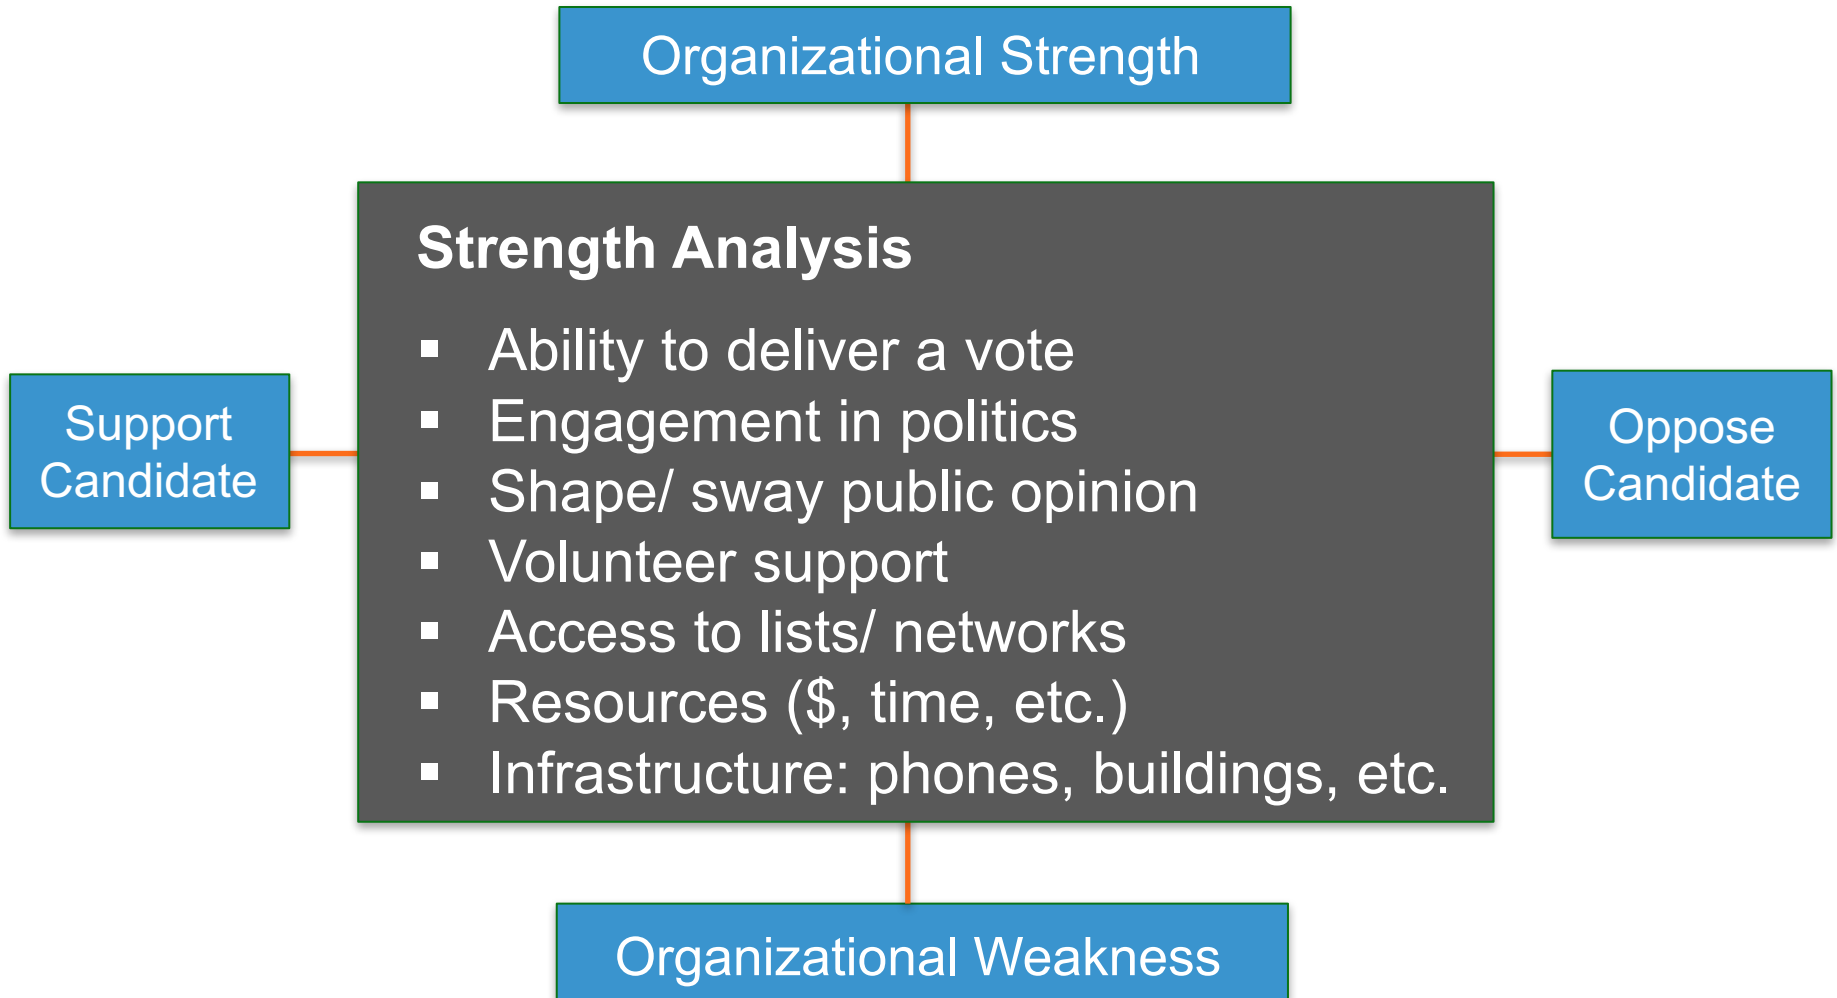 Organizational Strength
Strength Analysis
▪ Ability to deliver a vote
▪ Engagement in politics
▪ Shape/ sway public opinion
▪ Volunteer support
▪ Access to lists/ networks
▪ Resources ($, time, etc.)
▪ Infrastructure: phones, buildings, etc.
Support
Candidate
Oppose
Candidate
Organizational Weakness